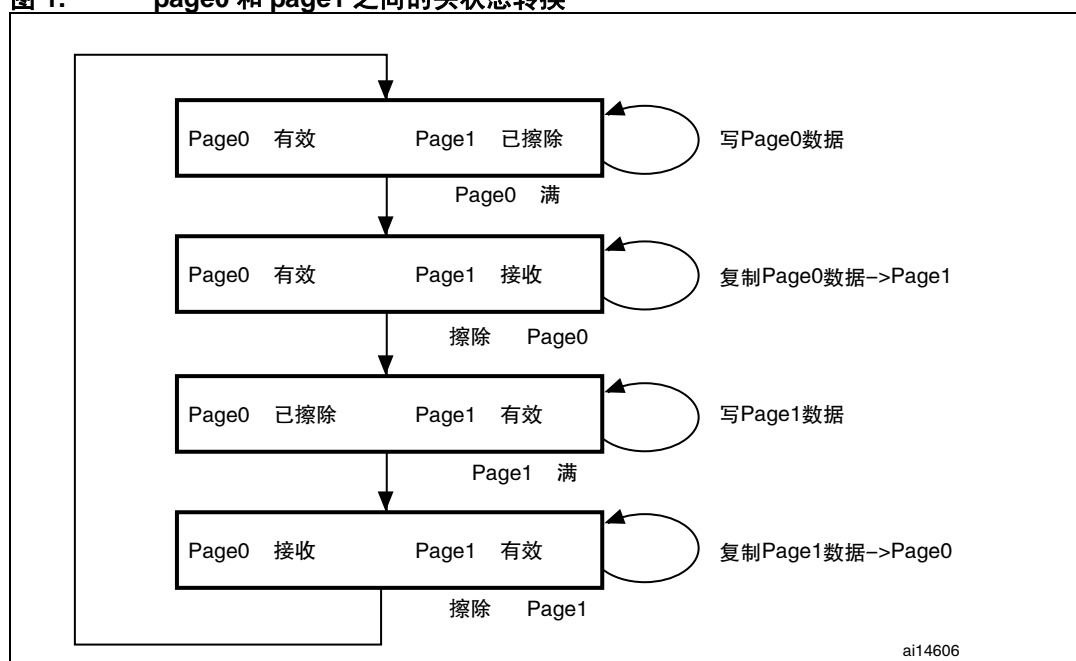 图 1. page0 和 page1 之间的头状态转换
Page0 有效 Page1 已擦除
写Page0数据
Page0 满
Page0 有效 Page1 接收
复制Page0数据–>Page1
擦除 Page0
Page0 已擦除 Page1 有效
写Page1数据
Page1 满
Page0 接收 Page1 有效
复制Page1数据–>Page0
擦除 Page1
ai14606